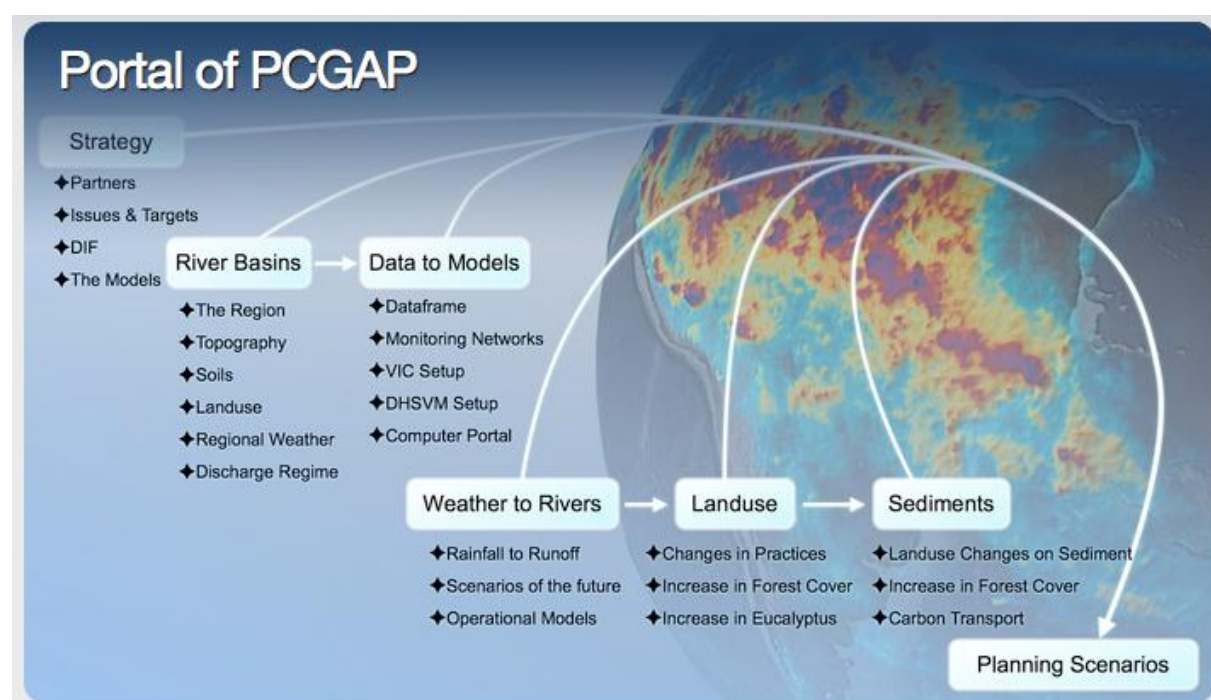 Portal of PCGAP
Strategy
✦Partners
✦Issues & Targets
✦DIF
✦The Models
River Basins
✦The Region
✦Topography
✦Soils
✦Landuse
✦Regional Weather
✦Discharge Regime
Data to Models
✦Dataframe
✦Monitoring Networks
✦VIC Setup
✦DHSVM Setup
✦Computer Portal
Weather to Rivers
✦Rainfall to Runoff
✦Scenarios of the future
✦Operational Models
Landuse
✦Changes in Practices
✦Increase in Forest Cover
✦Increase in Eucalyptus
Sediments
✦Landuse Changes on Sediment
✦Increase in Forest Cover
✦Carbon Transport
Planning Scenarios